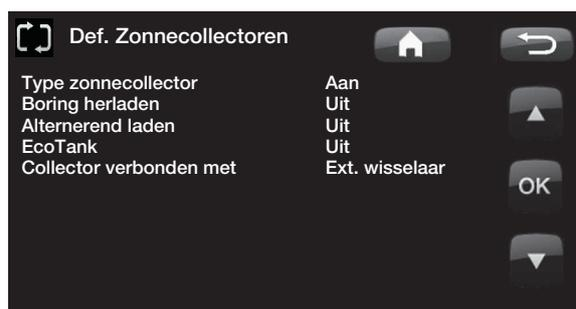 Def. Zonnecollectoren
Type zonnecollector Aan
Boring herladen Uit
Alternerend laden Uit
EcoTank Uit
Collector verbonden met Ext. wisselaar
OK